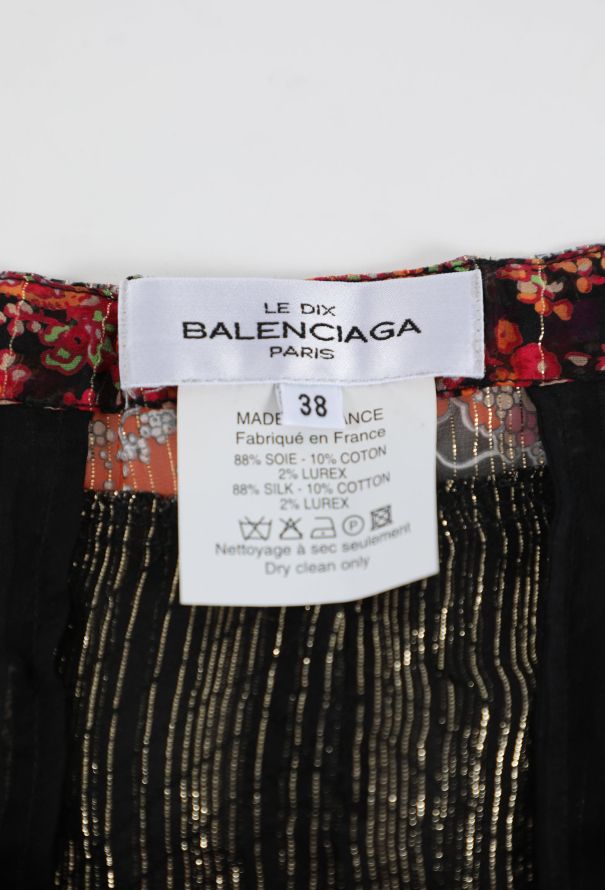 LE DIX
BALENCIAGA
PARIS
38
MADE ANCE
Fabriqué en France
88% SOIE - 10% COTON
2% LUREX
88% SILK - 10% COTTON
2% LUREX
P
Nettoyage à sec seulement
Dry clean only